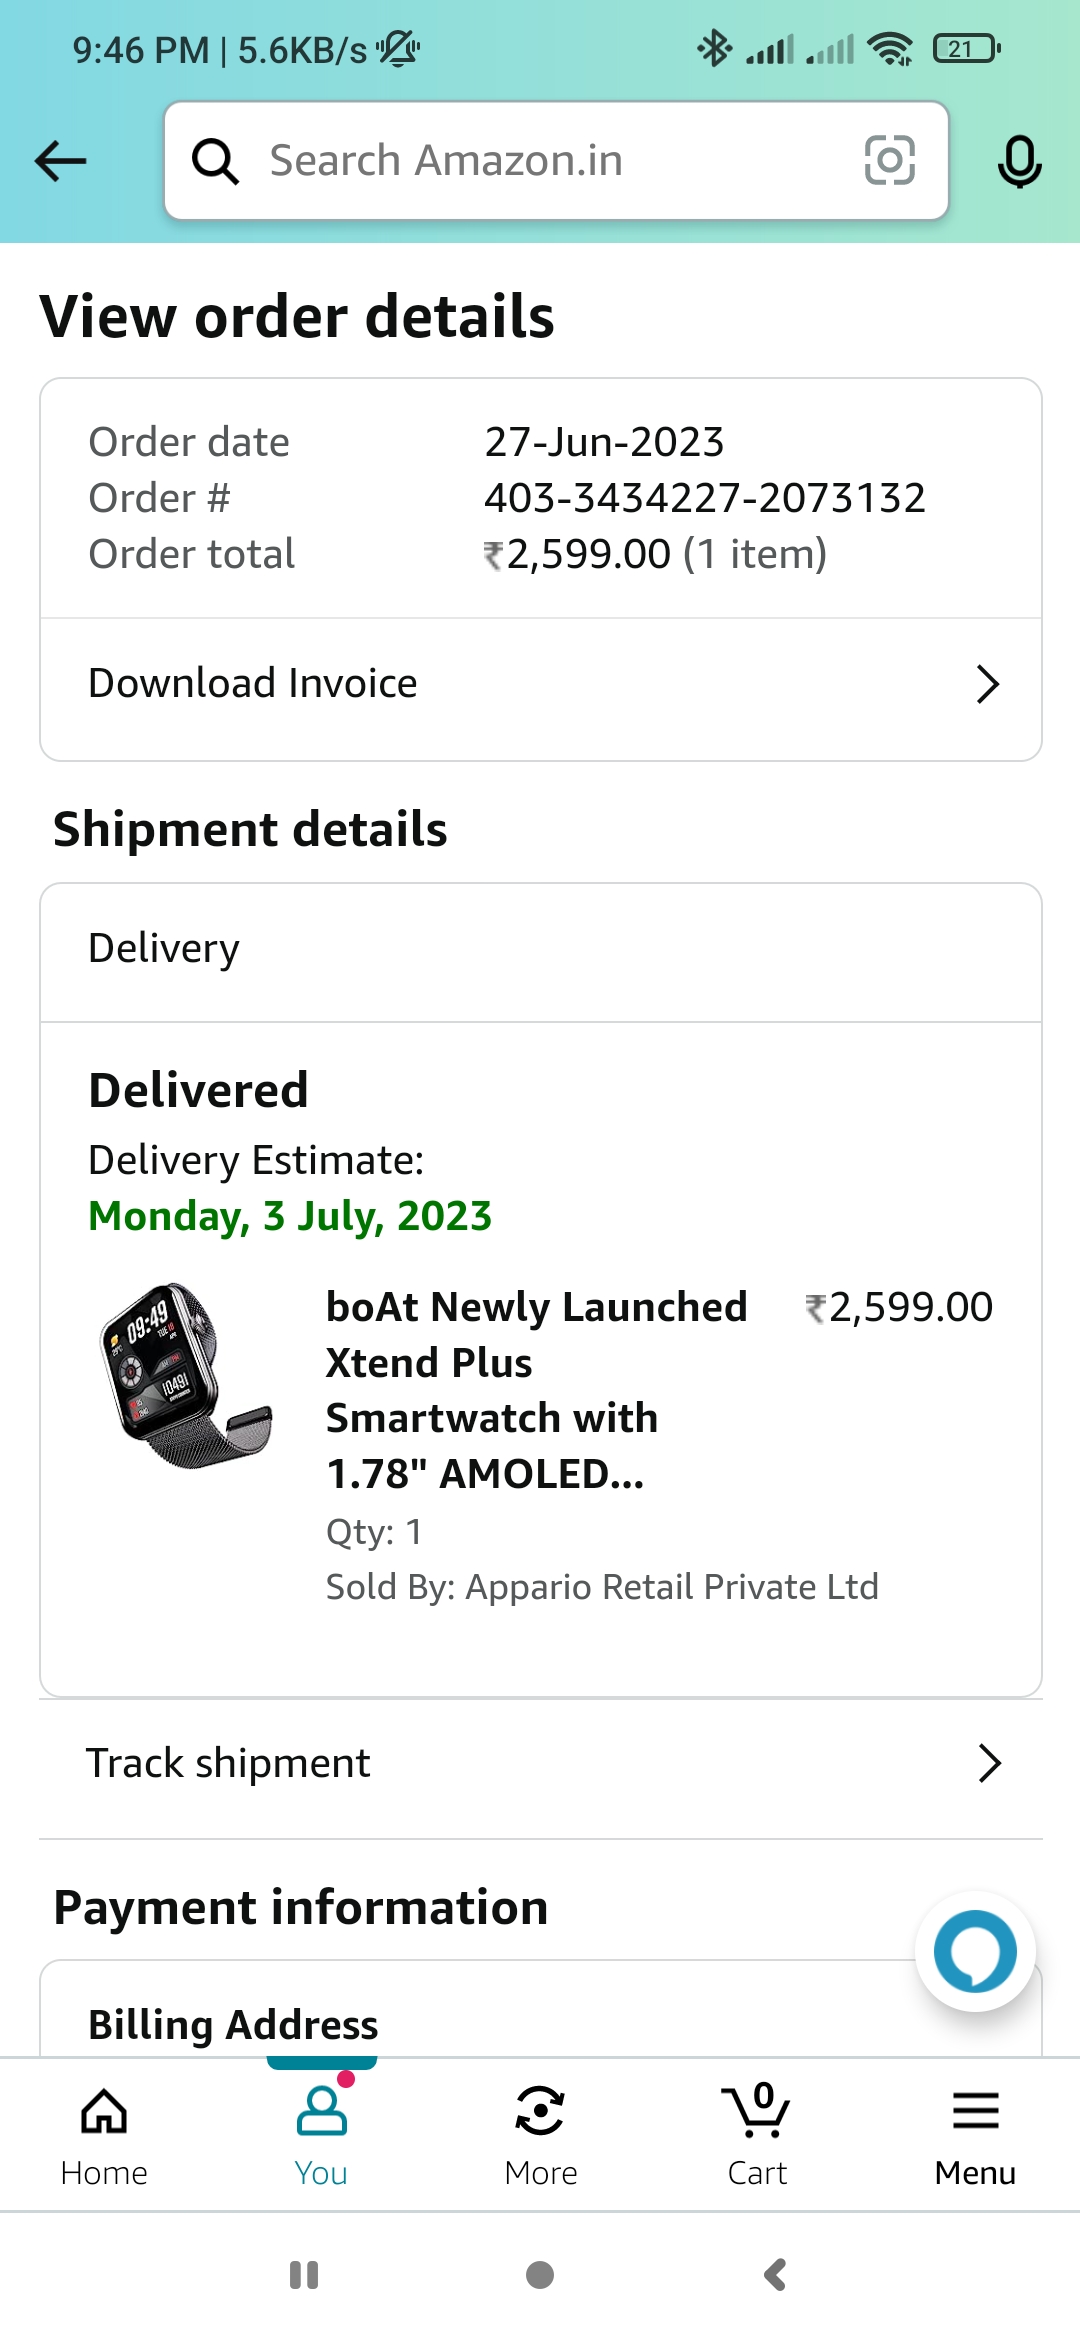 9:46 PM | 5.6KB/s
21
Search Amazon.in
View order details
Order date 27-Jun-2023
Order # 403-3434227-2073132
Order total ₹2,599.00 (1 item)
Download Invoice
Shipment details
Delivery
Delivered
Delivery Estimate:
Monday, 3 July, 2023
09:49
boAt Newly Launched ₹2,599.00
Xtend Plus
Smartwatch with
1.78" AMOLED...
Qty: 1
Sold By: Appario Retail Private Ltd
Track shipment
Payment information
Billing Address
0
Home You More Cart Menu